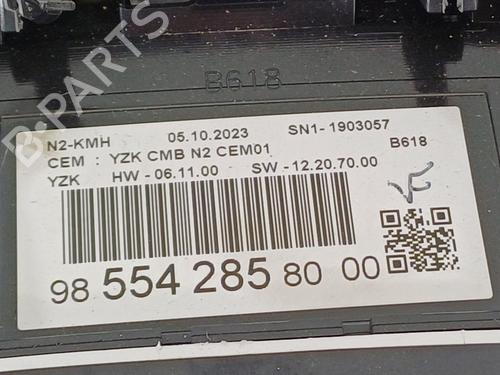 B618
N2-KMH 05.10.2023 SN1- 1903057
CEM : YZK CMB N2 CEM01 B618
YZK HW - 06.11.00 SW -12.20.70.00
98 554 285 80 00
B-PARTS